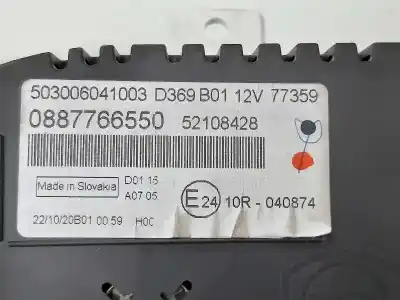 503006041003 D369 B01 12V 77359
0887766550 52108428
Made in Slovakia D01 15
A07 05
E 24 10R - 040874
22/10/20B01 00 59 H0C